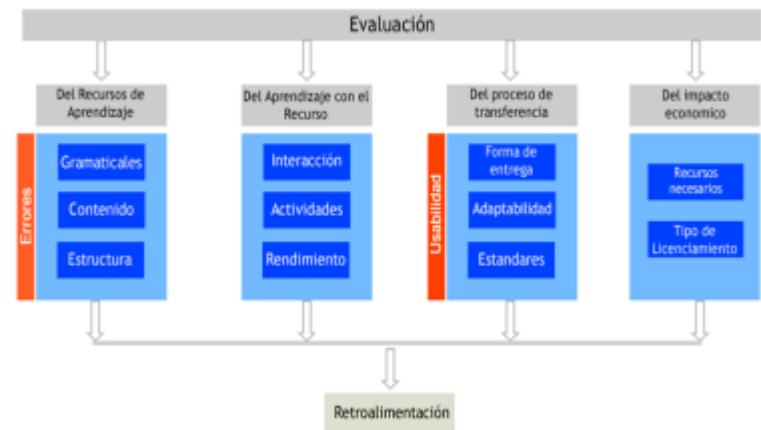 Evaluación
Del Recursos de
Aprendizaje
Del Aprendizaje con el
Recurso
Del proceso de
transferencia
Del impacto
economico
Errores
Gramaticales
Contenido
Estructura
Interacción
Actividades
Rendimiento
Usabilidad
Forma de
entrega
Adaptabilidad
Estandares
Recursos
necesarios
Tipo de
Licenciamiento
Retroalimentación